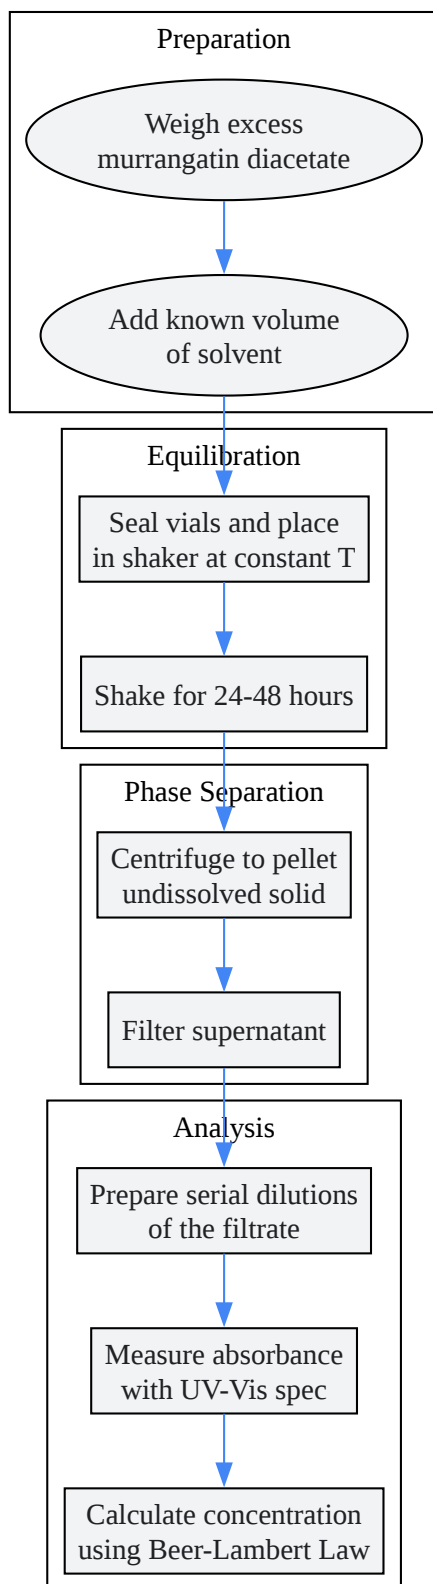 Preparation
Weigh excess
murrangatin diacetate
Add known volume
of solvent
Equilibration
Seal vials and place
in shaker at constant T
Shake for 24-48 hours
Phase Separation
Centrifuge to pellet
undissolved solid
Filter supernatant
Analysis
Prepare serial dilutions
of the filtrate
Measure absorbance
with UV-Vis spec
Calculate concentration
using Beer-Lambert Law